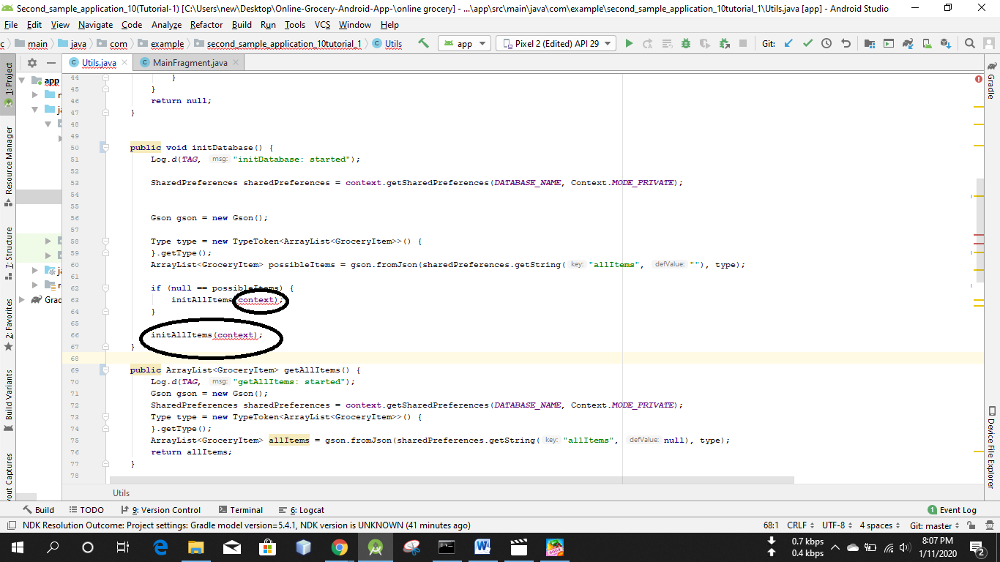 Second_sample_application_10(Tutorial-1) [C:\Users\new\Desktop\Online-Grocery-Android-App-\online grocery] - ...\app\src\main\java\com\example\second_sample_application_10tutorial_1\Utils.java [app] - Android Studio
File Edit View Navigate Code Analyze Refactor Build Run Tools VCS Window Help
c main java com example second_sample_application_10tutorial_1 Utils app Pixel 2 (Edited) API 29 Git:
1: Project
Resource Manager
7: Structure
2: Favorites
Build Variants
yout Captures
app
ja
ja
Grac
Utils.java MainFragment.java
44 }
45 }
46 return null;
47 }
48
49
50 public void initDatabase() {
51 Log.d(TAG, msg: "initDatabase: started");
52
53 SharedPreferences sharedPreferences = context.getSharedPreferences(DATABASE_NAME, Context.MODE_PRIVATE);
54
55
56 Gson gson = new Gson();
57
58 Type type = new TypeToken<ArrayList<GroceryItem>>() {
59 }.getType();
60 ArrayList<GroceryItem> possibleItems = gson.fromJson(sharedPreferences.getString( key: "allItems", defValue: ""), type);
61
62 if (null == possibleItems) {
63 initAllItems(context);
64 }
65
66 initAllItems(context);
67 }
68
69 public ArrayList<GroceryItem> getAllItems() {
70 Log.d(TAG, msg: "getAllItems: started");
71 Gson gson = new Gson();
72 SharedPreferences sharedPreferences = context.getSharedPreferences(DATABASE_NAME, Context.MODE_PRIVATE);
73 Type type = new TypeToken<ArrayList<GroceryItem>>() {
74 }.getType();
75 ArrayList<GroceryItem> allItems = gson.fromJson(sharedPreferences.getString( key: "allItems", defValue: null), type);
76 return allItems;
77 }
78
Utils
Gradle
Device File Explorer
Build TODO 9: Version Control Terminal 6: Logcat 1 Event Log
NDK Resolution Outcome: Project settings: Gradle model version=5.4.1, NDK version is UNKNOWN (41 minutes ago) 68:1 CRLF UTF-8 4 spaces Git: master
0.7 kbps
0.4 kbps
8:07 PM
1/11/2020
2